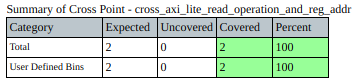 Summary of Cross Point - cross_axi_lite_read_operation_and_reg_addr
Category Expected Uncovered Covered Percent
Total 2 0 2 100
User Defined Bins 2 0 2 100